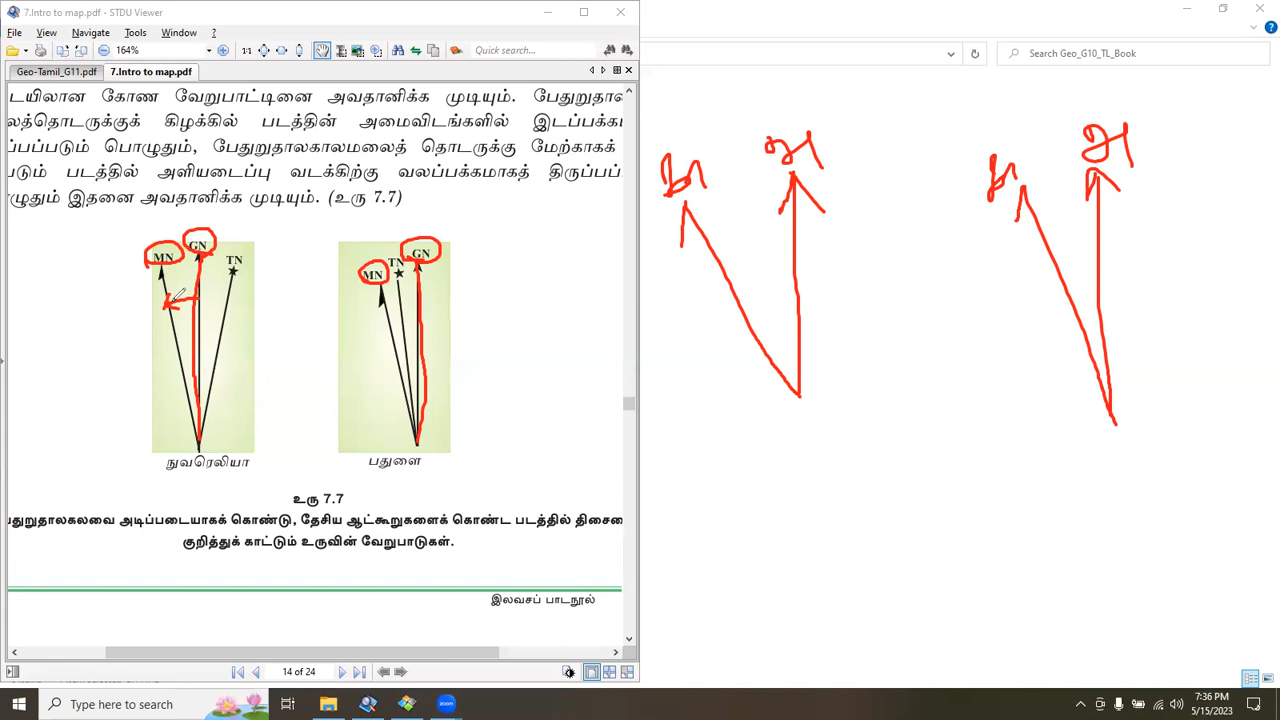 7.Intro to map.pdf - STDU Viewer
File View Navigate Tools Window
164% 1:1 Quick search...
Search Geo_G10_TL_Book
Geo-Tamil_G11.pdf 7.Intro to map.pdf
டயிலான கோண வேறுபாட்டினை அவதானிக்க முடியும். பேதுறுதா
லத்தொடருக்குக் கிழக்கில் படத்தின் அமைவிடங்களில் இடப்பக்க
ப்பப்படும் பொழுதும், பேதுறுதாலகாலமலைத் தொடருக்கு மேற்காகக்
படும் படத்தில் அளியடைப்பு வடக்கிற்கு வலப்பக்கமாகத் திருப்பப்
ழுதும் இதனை அவதானிக்க முடியும். (உரு 7.7)
MN GN TN
MN TN GN
நுவரெலியா பதுளை
உரு 7.7
பதுறுதாலகலவை அடிப்படையாகக் கொண்டு, தேசிய ஆட்கூறுகளைக் கொண்ட படத்தில் திசை
குறித்துக் காட்டும் உருவின் வேறுபாடுகள்.
இலவசப் பாடநூல்
14 of 24
Type here to search
7:36 PM
5/15/2023